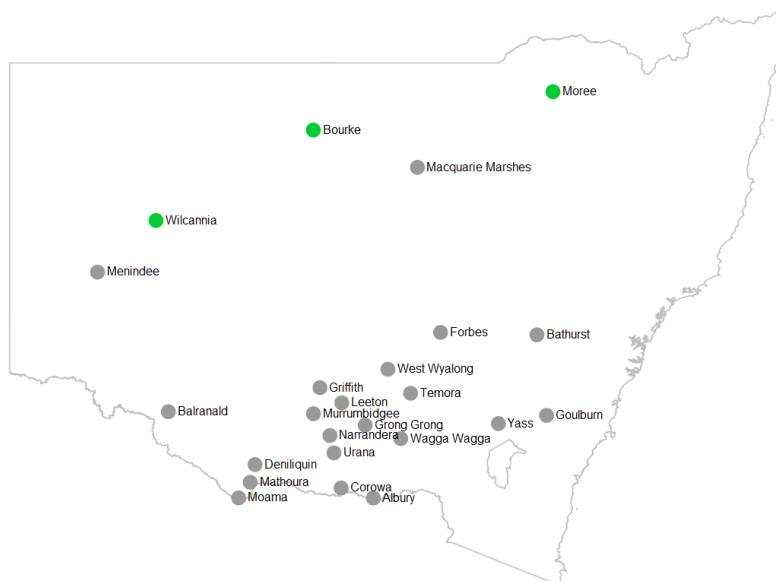 Moree
Bourke
Macquarie Marshes
Wilcannia
Menindee
Forbes
Bathurst
West Wyalong
Griffith
Temora
Leeton
Balranald
Murrumbidgee
Goulburn
Yass
Grong Grong
Narrandera
Wagga Wagga
Urana
Deniliquin
Mathoura
Corowa
Moama
Albury